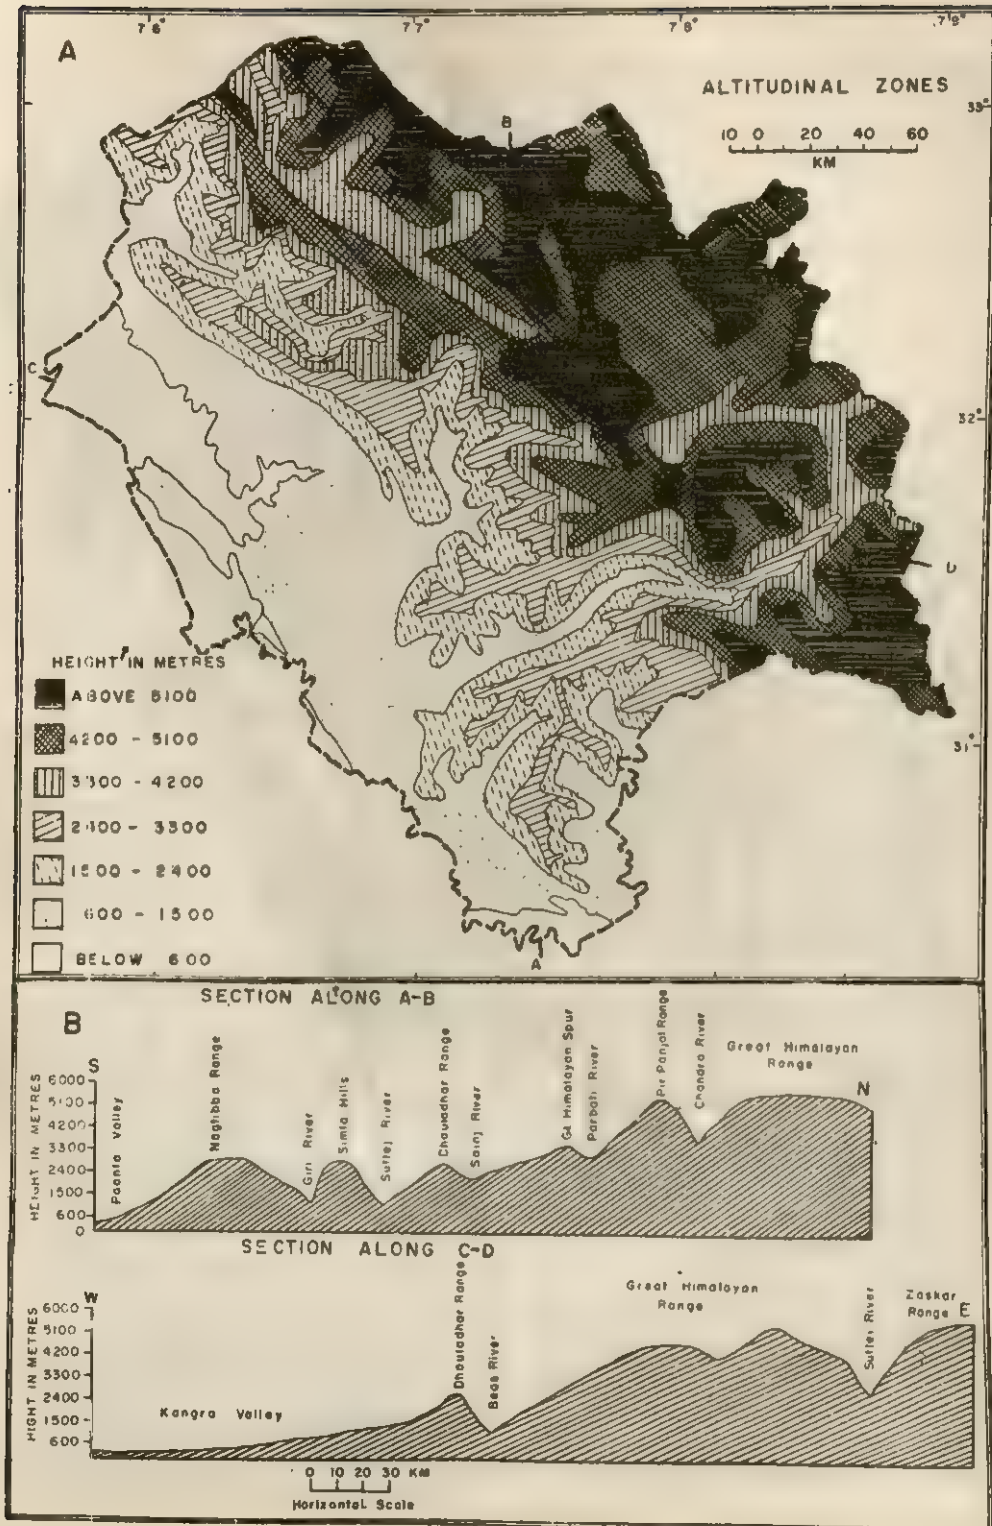 A
76
77
78
79
ALTITUDINAL ZONES
33°
B
10 0 20 40 60
KM
C
32°
D
31°
A
HEIGHT IN METRES
ABOVE 5100
4200 - 5100
3300 - 4200
2400 - 3300
1500 - 2400
600 - 1500
BELOW 600
SECTION ALONG A-B
B
S
N
HEIGHT IN METRES
6000
5100
4200
3300
2400
1500
600
0
Paonta Valley
Nagtibba Range
Giri River
Simla Hills
Sutlej River
Dhauladhar Range
Sainj River
Gt Himalayan Spur
Parbati River
Pir Panjal Range
Chandra River
Great Himalayan
Range
SECTION ALONG C-D
W
E
HIGHT IN METRES
6000
5100
4200
3300
2400
1500
600
Kangra Valley
Dhauladhar Range
Beas River
Great Himalayan
Range
Sutlej River
Zaskar
Range
0 10 20 30 KM
Horizontal Scale